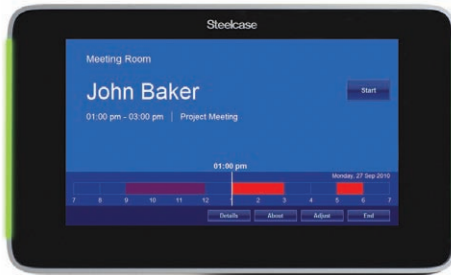 Steelcase
Meeting Room
John Baker
Start
01:00 pm - 03:00 pm | Project Meeting
01:00 pm
Monday, 27 Sep 2010
7 8 9 10 11 12 1 2 3 4 5 6 7
Details About Adjust End